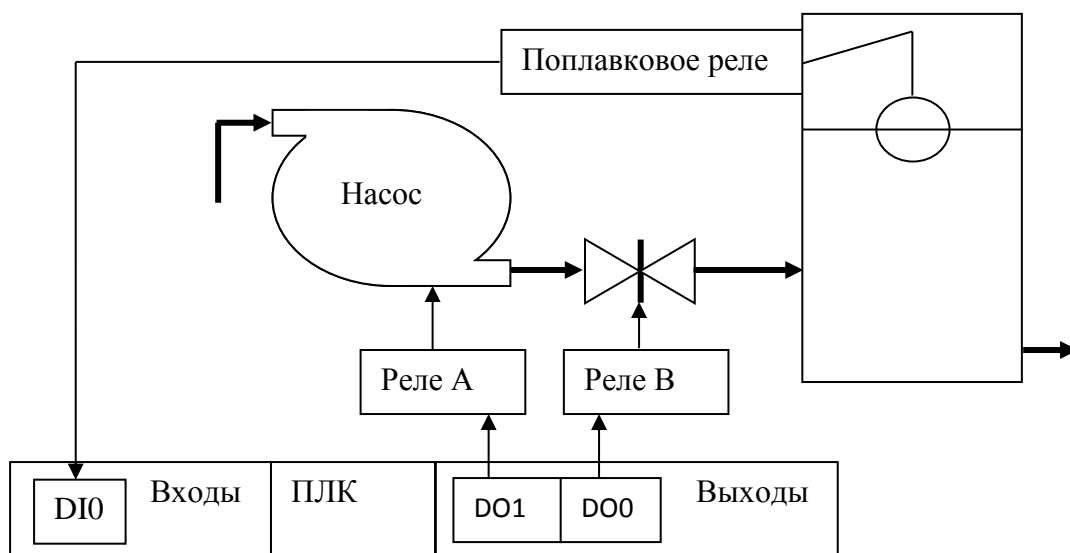 Поплавковое реле
Насос
Реле А
Реле В
DI0
Входы
ПЛК
DO1
DO0
Выходы